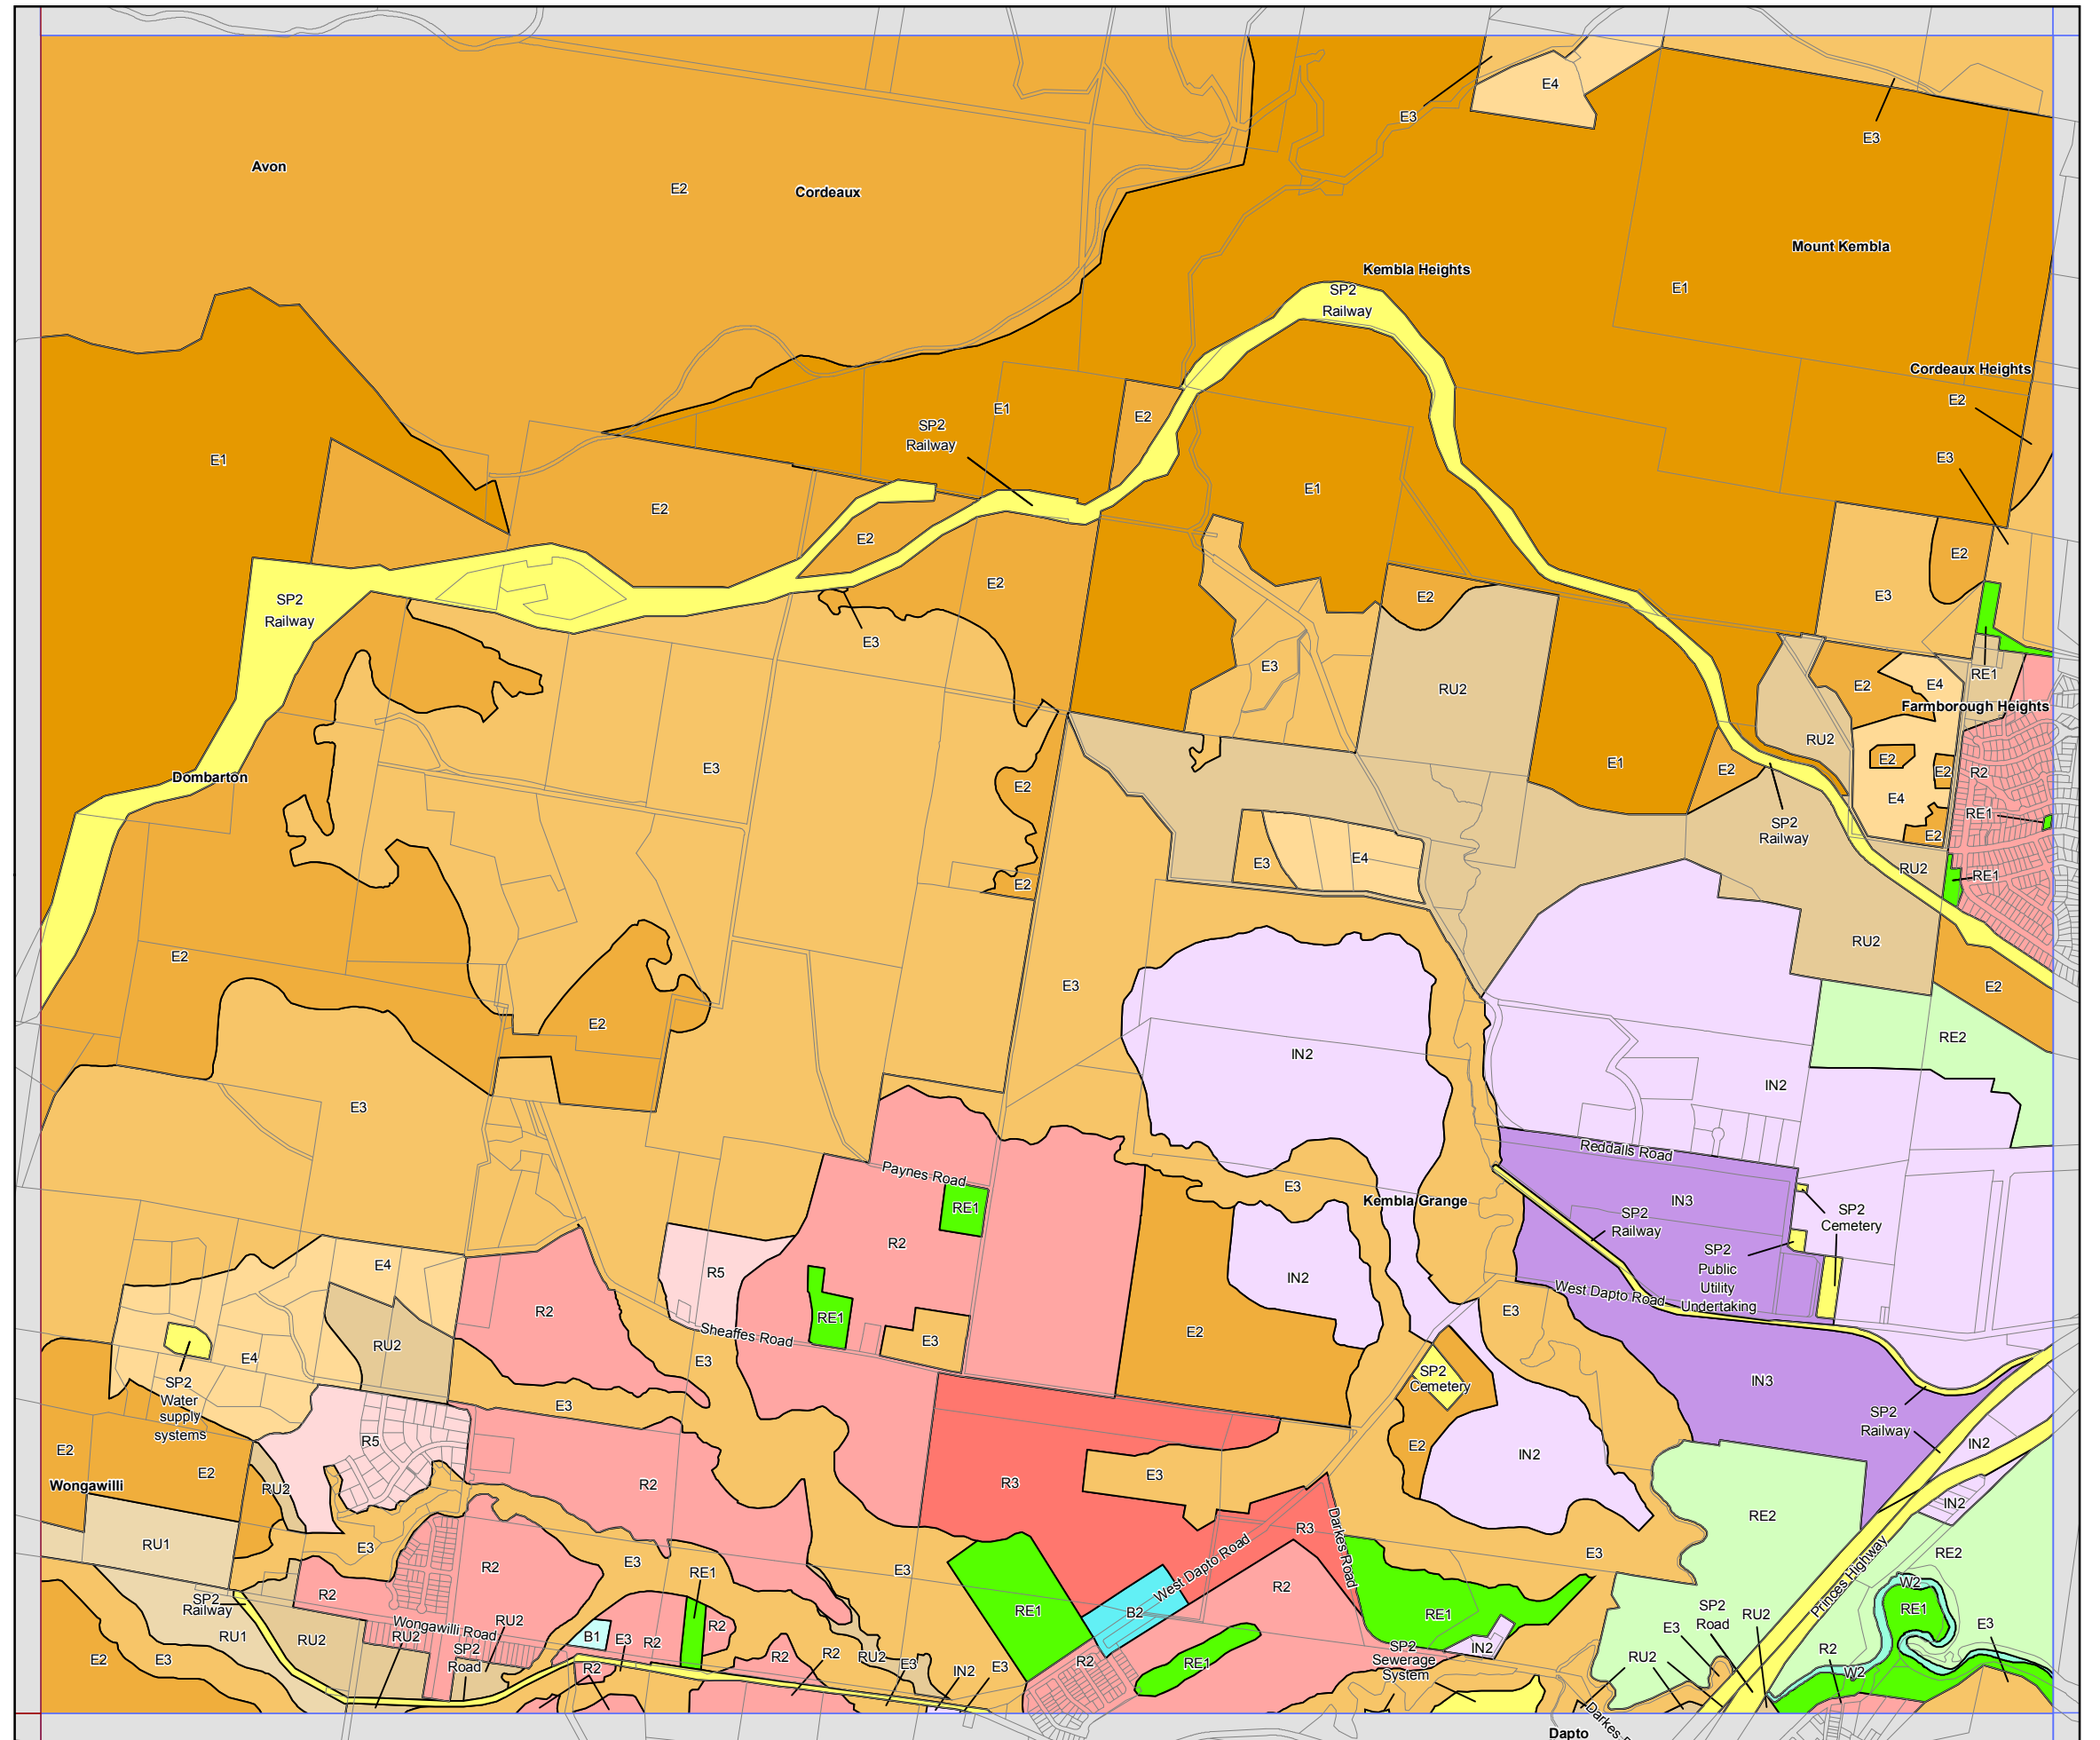 E4
E3
E3
Avon
E2
Cordeaux
Mount Kembla
Kembla Heights
SP2
Railway
E1
Cordeaux Heights
E2
E1
E2
SP2
Railway
E3
E1
E1
E2
E2
E2
E2
E2
E3
SP2
Railway
E3
E3
RE1
E2
E4
RU2
Farmborough Heights
RU2
E3
E1
E2
E2
E2
R2
Dombarton
E2
E4
RE1
SP2
Railway
E2
E3
E4
RU2
RE1
E2
RU2
E2
E3
E2
E2
RE2
IN2
IN2
E3
Reddalls Road
Paynes Road
E3
Kembla Grange
IN3
RE1
SP2
Railway
SP2
Cemetery
R2
SP2
Public
Utility
Undertaking
E4
R5
IN2
West Dapto Road
R2
RE1
E3
Sheaffes Road
E3
E2
RU2
E4
E3
SP2
Cemetery
IN3
SP2
Water
supply
systems
E3
SP2
Railway
R5
E2
E2
E2
IN2
IN2
Wongawilli
RU2
R2
R3
E3
IN2
RE2
RU1
E3
R3
Darkes Road
R2
E3
E3
E3
RE2
West Dapto Road
Princes Highway
RE1
R2
R2
W2
SP2
Railway
RE1
B2
RE1
RE1
SP2
Road
RU2
Wongawilli Road
RU2
R2
E3
E3
RU1
RU2
RU2
B1
E3
R2
IN2
R2
SP2
Road
R2
R2
RU2
SP2
Sewerage
System
RU2
E2
E3
R2
E3
IN2
E3
R2
RE1
W2
Darkes
Dapto